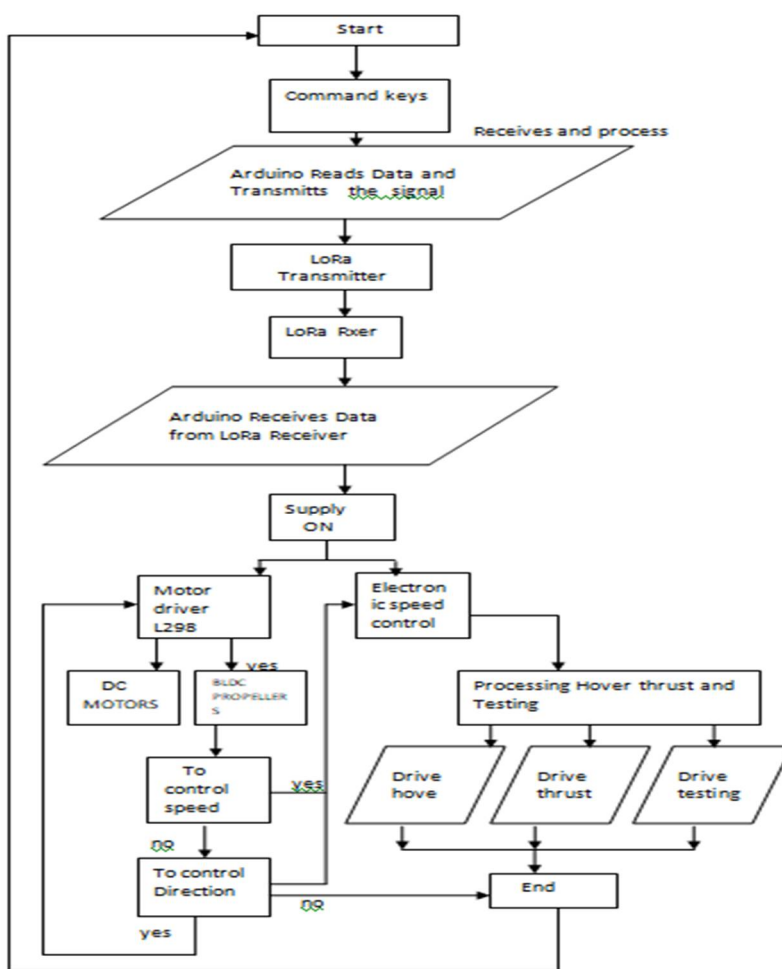 Start
Command keys
Receives and process
Arduino Reads Data and
Transmitts the signal
LoRa
Transmitter
LoRa Rxer
Arduino Receives Data
from LoRa Receiver
Supply
ON
Motor
driver
L298
Electron
ic speed
control
yes
DC
MOTORS
BLDC
PROPELLER
S
Processing Hover thrust and
Testing
To
control
speed
yes
Drive
hove
Drive
thrust
Drive
testing
no
To control
Direction
no
End
yes